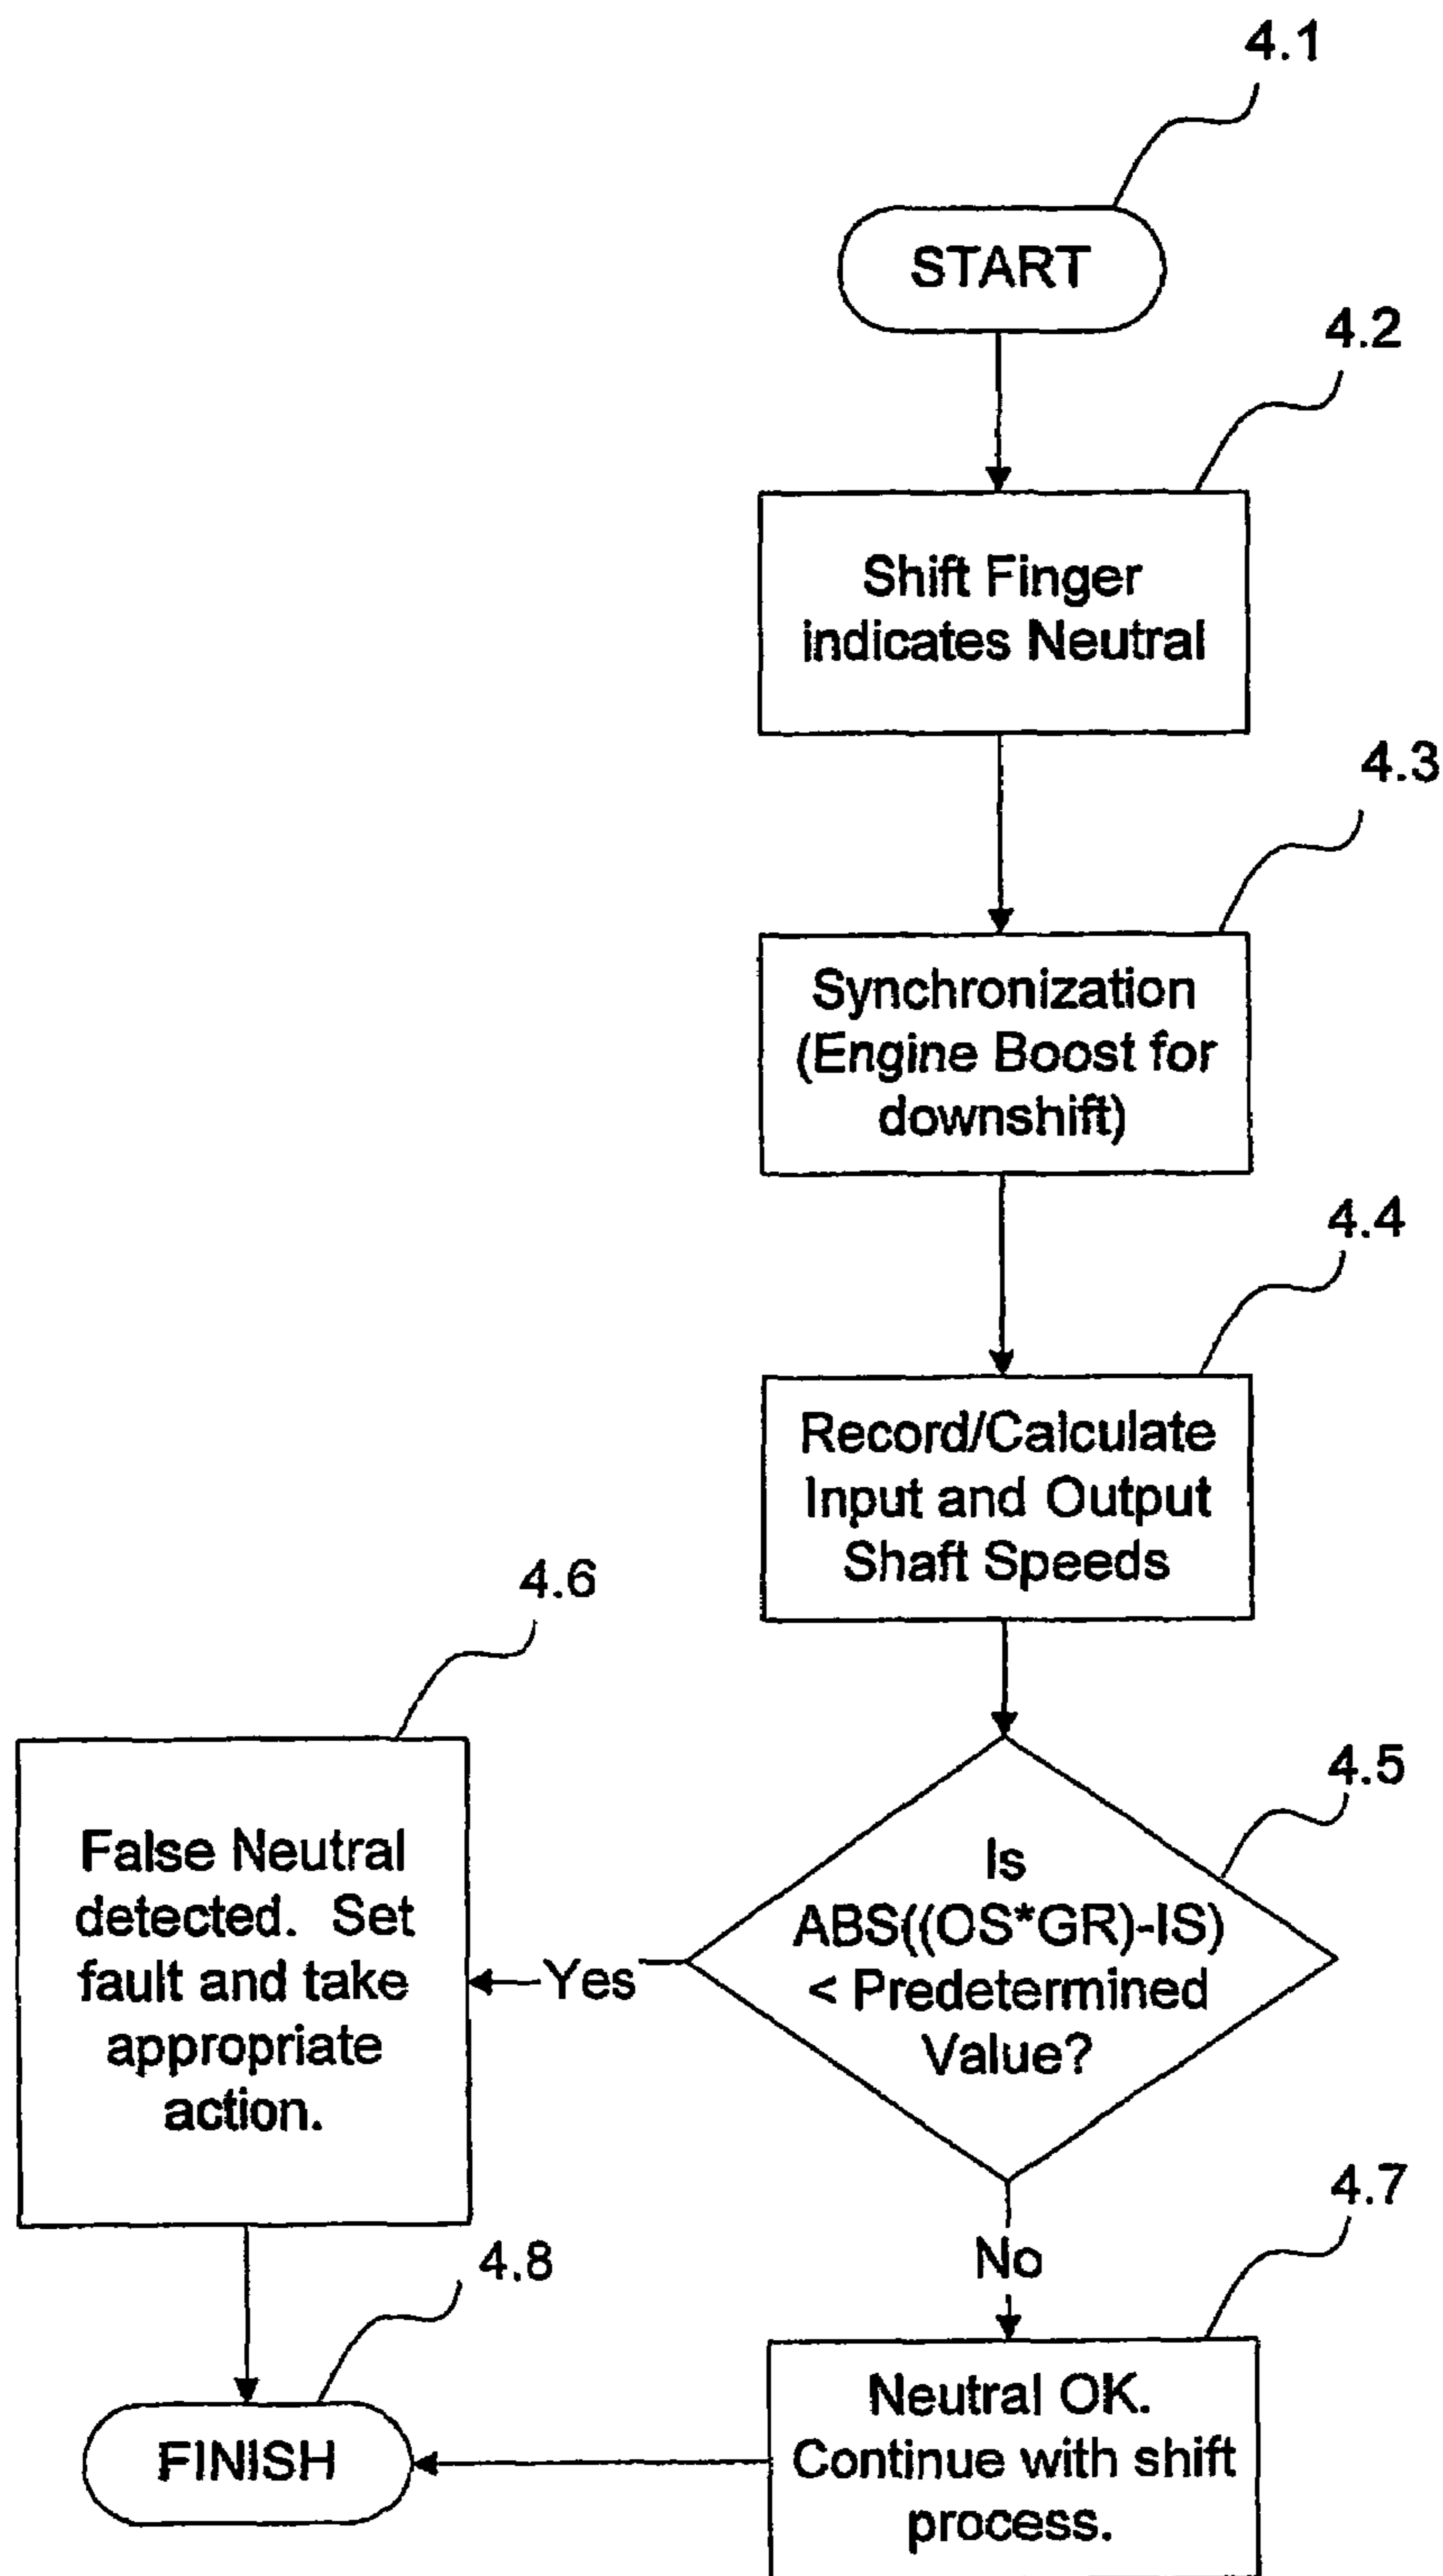 4.1
START
4.2
Shift Finger
indicates Neutral
4.3
Synchronization
(Engine Boost for
downshift)
4.4
Record/Calculate
Input and Output
Shaft Speeds
4.5
Is
ABS((OS*GR)-IS)
< Predetermined
Value?
Yes
4.6
False Neutral
detected. Set
fault and take
appropriate
action.
No
4.7
Neutral OK.
Continue with shift
process.
4.8
FINISH